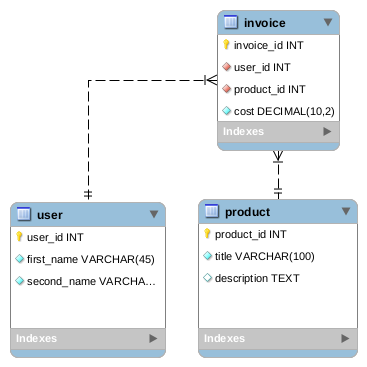 invoice
invoice_id INT
user_id INT
product_id INT
cost DECIMAL(10,2)
Indexes
user
user_id INT
first_name VARCHAR(45)
second_name VARCHA...
Indexes
product
product_id INT
title VARCHAR(100)
description TEXT
Indexes